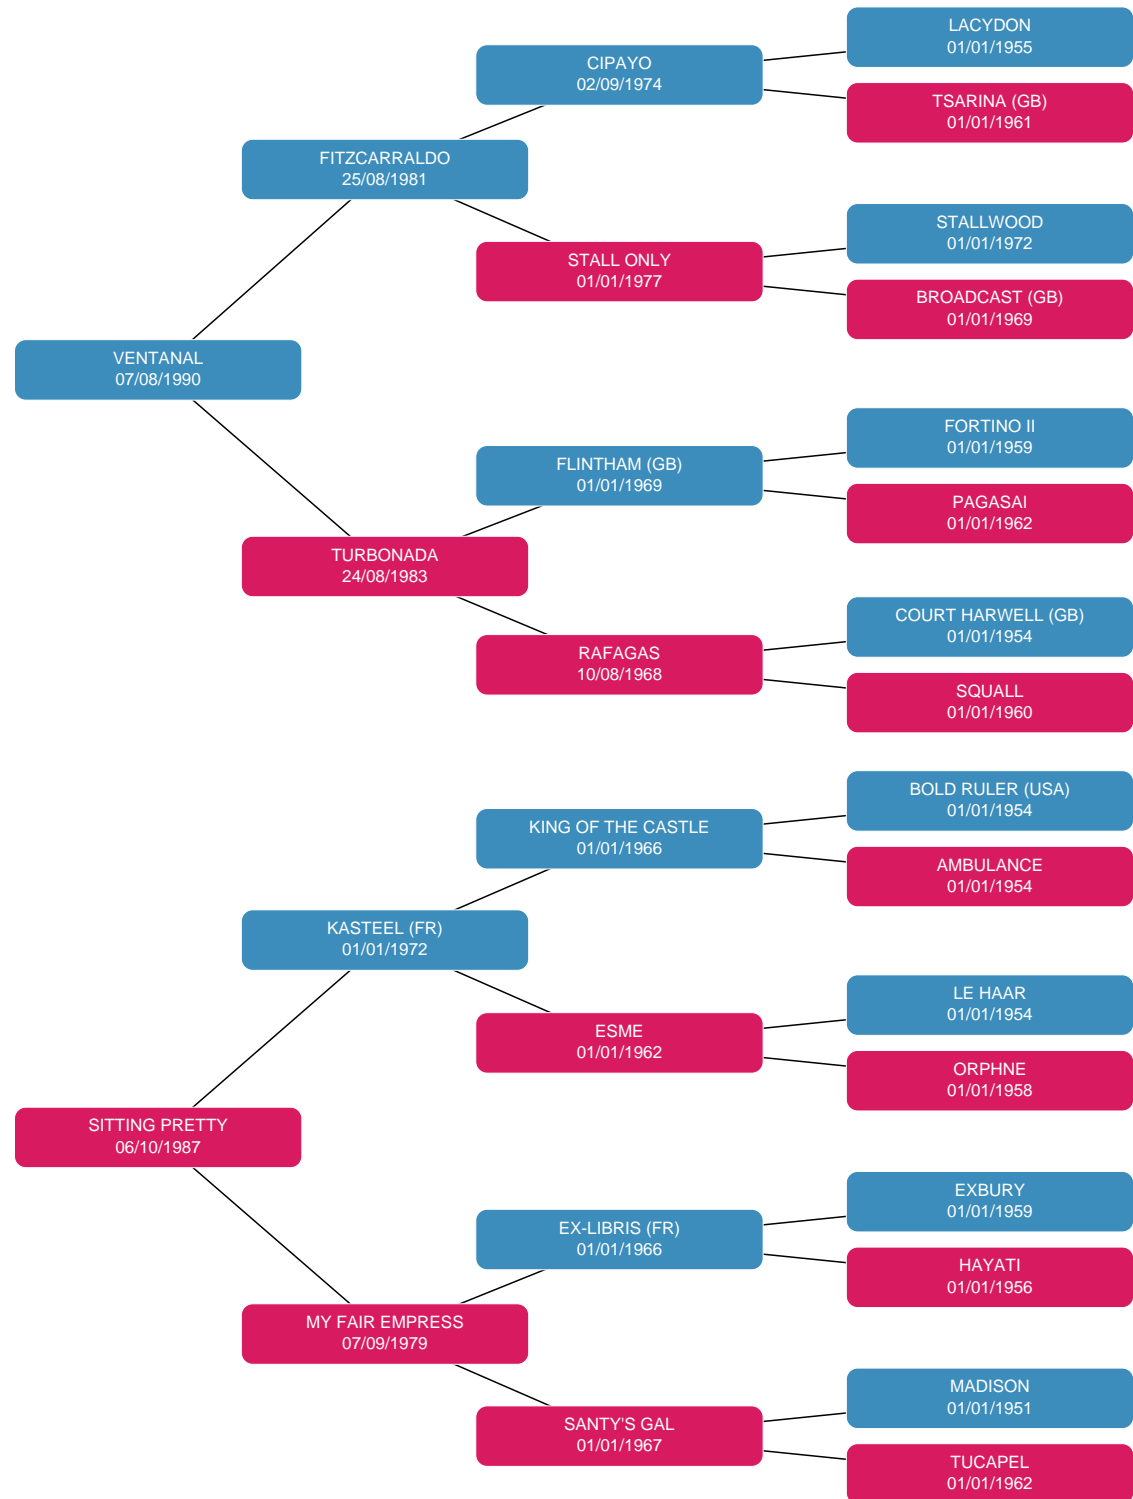 LACYDON
01/01/1955
CIPAYO
02/09/1974
TSARINA (GB)
01/01/1961
FITZCARRALDO
25/08/1981
STALLWOOD
01/01/1972
STALL ONLY
01/01/1977
BROADCAST (GB)
01/01/1969
VENTANAL
07/08/1990
FORTINO II
01/01/1959
FLINTHAM (GB)
01/01/1969
PAGASAI
01/01/1962
TURBONADA
24/08/1983
COURT HARWELL (GB)
01/01/1954
RAFAGAS
10/08/1968
SQUALL
01/01/1960
BOLD RULER (USA)
01/01/1954
KING OF THE CASTLE
01/01/1966
AMBULANCE
01/01/1954
KASTEEL (FR)
01/01/1972
LE HAAR
01/01/1954
ESME
01/01/1962
ORPHNE
01/01/1958
SITTING PRETTY
06/10/1987
EXBURY
01/01/1959
EX-LIBRIS (FR)
01/01/1966
HAYATI
01/01/1956
MY FAIR EMPRESS
07/09/1979
MADISON
01/01/1951
SANTY'S GAL
01/01/1967
TUCAPEL
01/01/1962